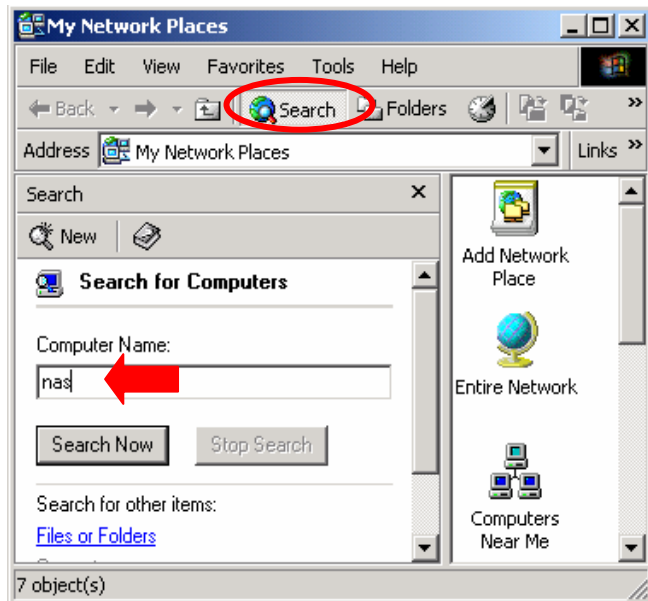 My Network Places
File Edit View Favorites Tools Help
Back Search Folders »
Address My Network Places Links »
Search
New
Search for Computers
Computer Name:
nas
Search Now Stop Search
Search for other items:
Files or Folders
Add Network
Place
Entire Network
Computers
Near Me
7 object(s)